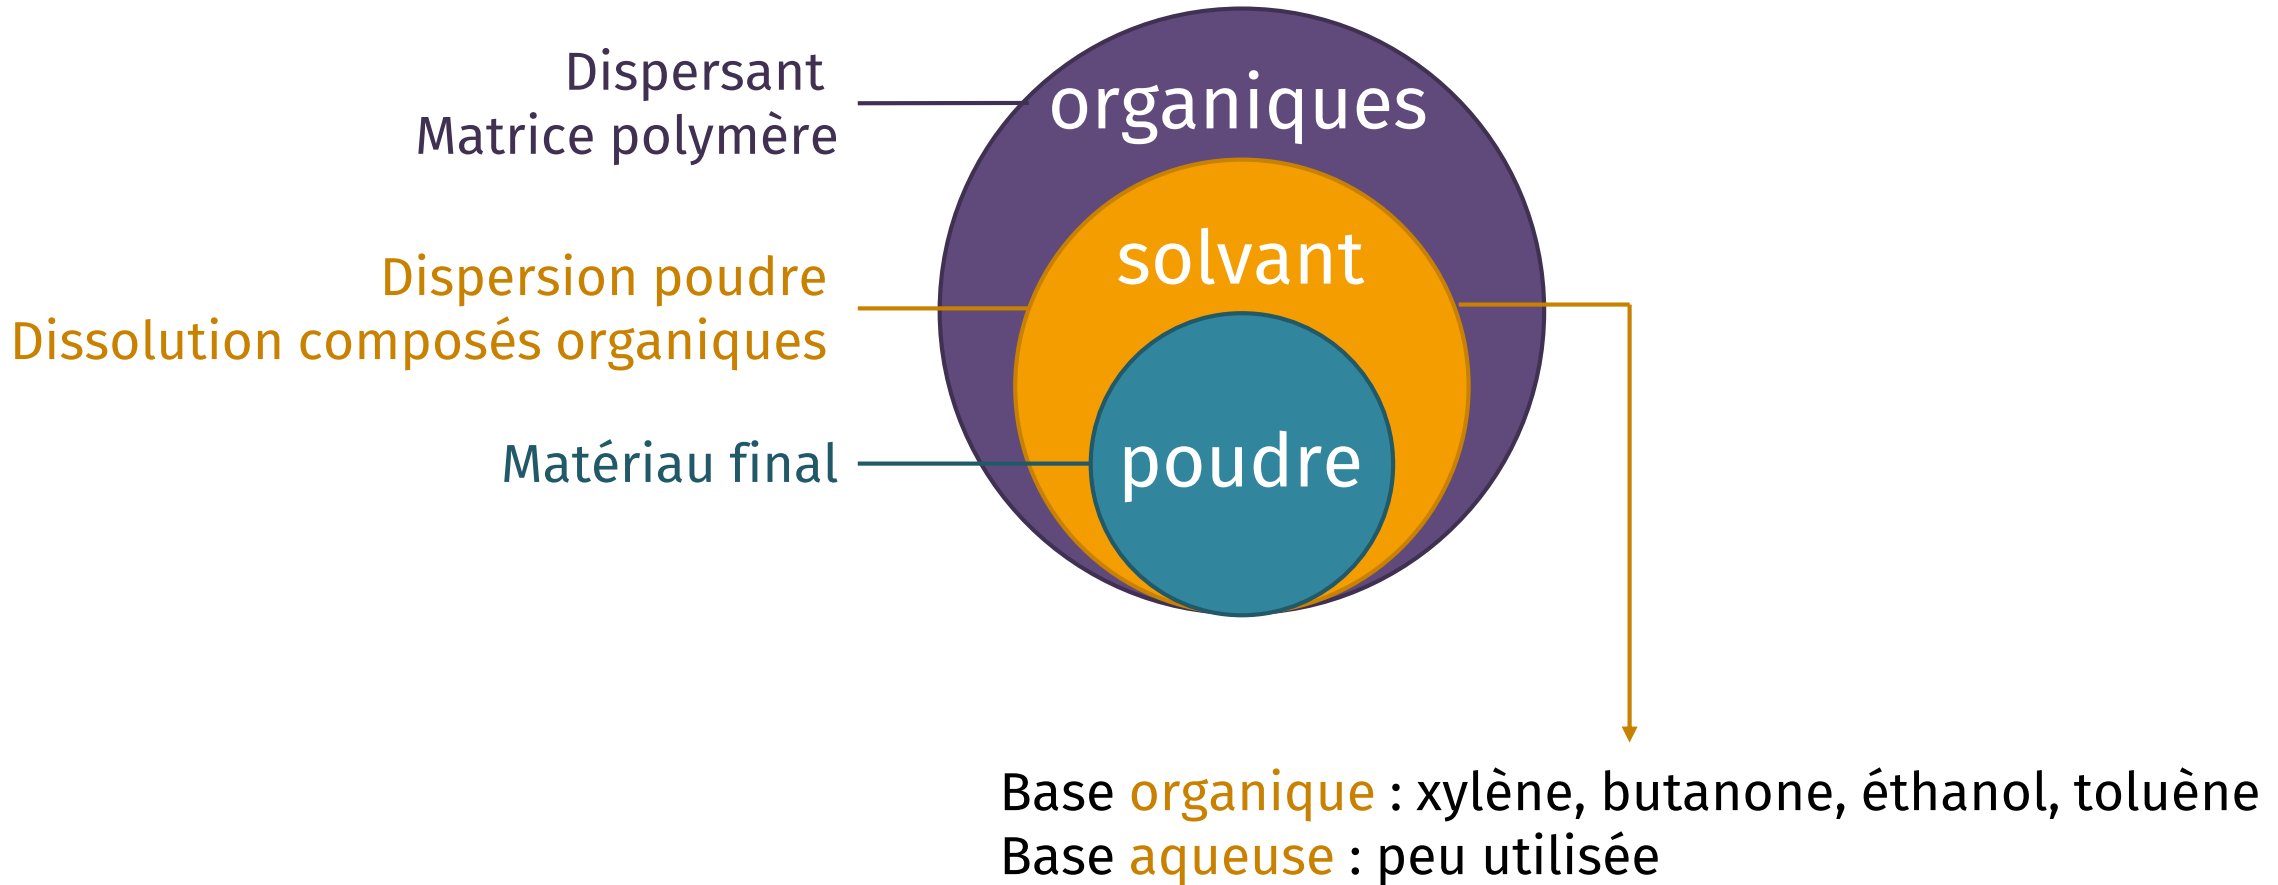 Dispersant
Matrice polymère
organiques
Dispersion poudre
Dissolution composés organiques
solvant
Matériau final
poudre
Base organique : xylène, butanone, éthanol, toluène
Base aqueuse : peu utilisée